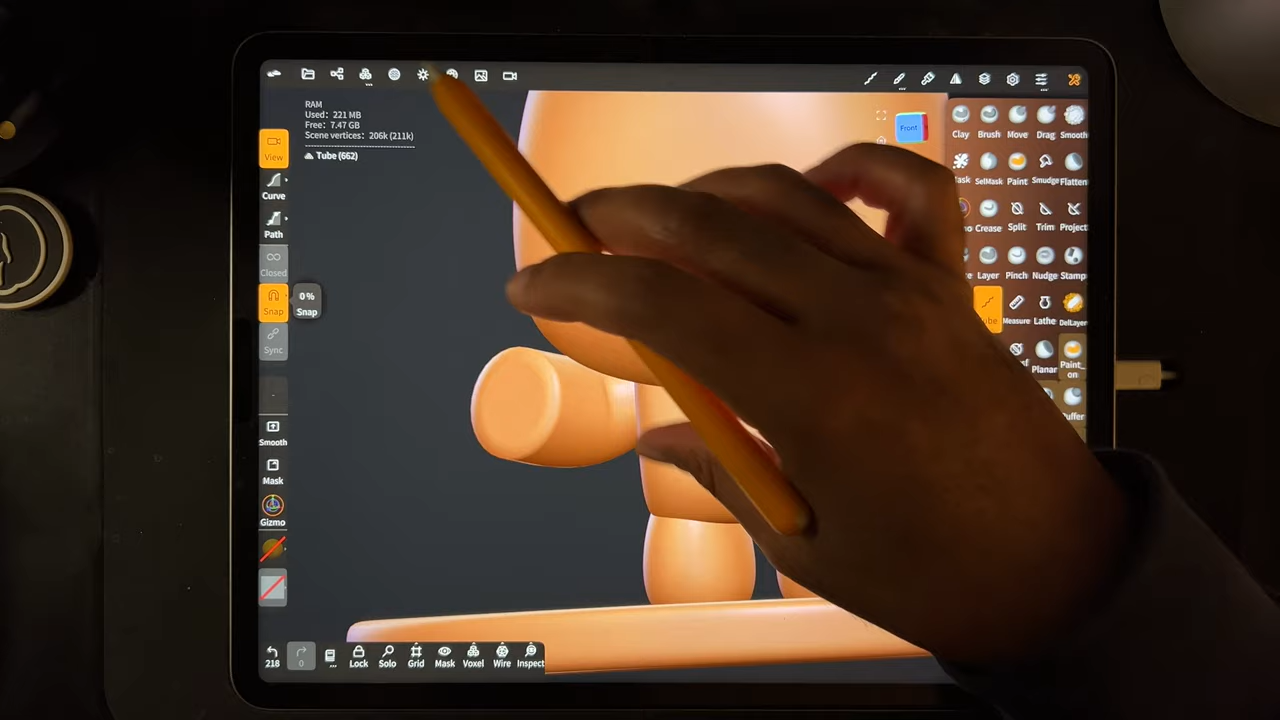 RAM
Used: 221 MB
Free: 7.47 GB
Scene vertices: 206k (211k)
Tube (662)
Front
View
Curve
Path
Closed
Snap
0 %
Snap
Sync
Smooth
Mask
Gizmo
Clay Brush Move Drag Smooth
SelMask Paint Smudge Flatten
Crease Split Trim Project
Layer Pinch Nudge Stamp
Measure Lathe DelLayer
Planar Paint_on
218 0 Lock Solo Grid Mask Voxel Wire Inspect